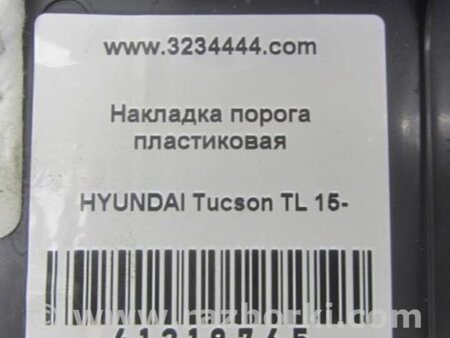 www.3234444.com
Накладка порога
пластиковая
HYUNDAI Tucson TL 15-
© www.razborki.com